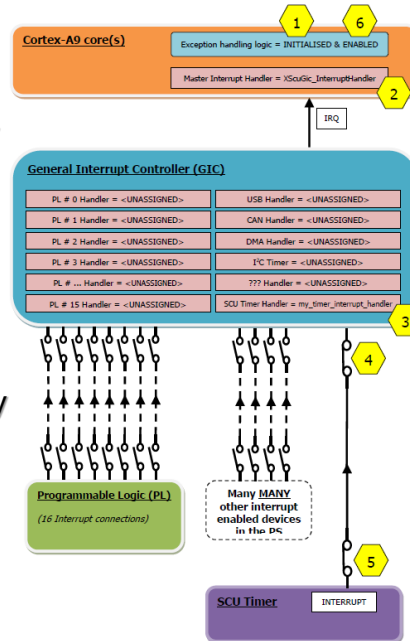 1
6
Cortex-A9 core(s)
Exception handling logic = INITIALISED & ENABLED
Master Interrupt Handler = XScuGic_InterruptHandler
2
IRQ
General Interrupt Controller (GIC)
PL # 0 Handler = <UNASSIGNED>
USB Handler = <UNASSIGNED>
PL # 1 Handler = <UNASSIGNED>
CAN Handler = <UNASSIGNED>
PL # 2 Handler = <UNASSIGNED>
DMA Handler = <UNASSIGNED>
PL # 3 Handler = <UNASSIGNED>
I²C Timer = <UNASSIGNED>
PL # ... Handler = <UNASSIGNED>
??? Handler = <UNASSIGNED>
PL # 15 Handler = <UNASSIGNED>
SCU Timer Handler = my_timer_interrupt_handler
3
4
Programmable Logic (PL)
(16 Interrupt connections)
Many MANY
other interrupt
enabled devices
in the PS
5
SCU Timer
INTERRUPT